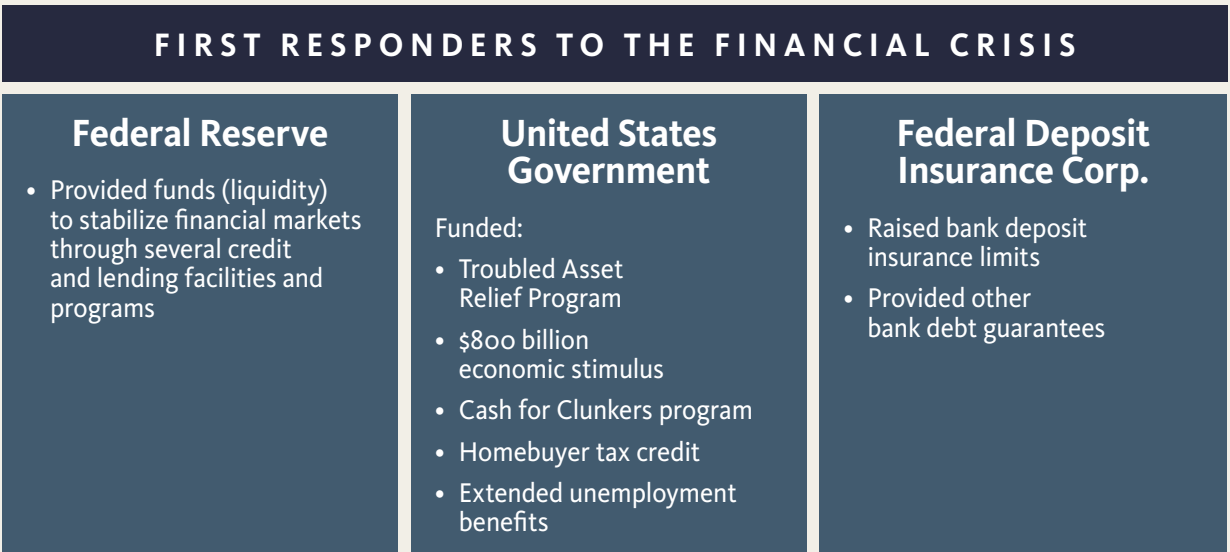 FIRST RESPONDERS TO THE FINANCIAL CRISIS
Federal Reserve
• Provided funds (liquidity)
to stabilize financial markets
through several credit
and lending facilities and
programs
United States
Government
Funded:
• Troubled Asset
Relief Program
• $800 billion
economic stimulus
• Cash for Clunkers program
• Homebuyer tax credit
• Extended unemployment
benefits
Federal Deposit
Insurance Corp.
• Raised bank deposit
insurance limits
• Provided other
bank debt guarantees